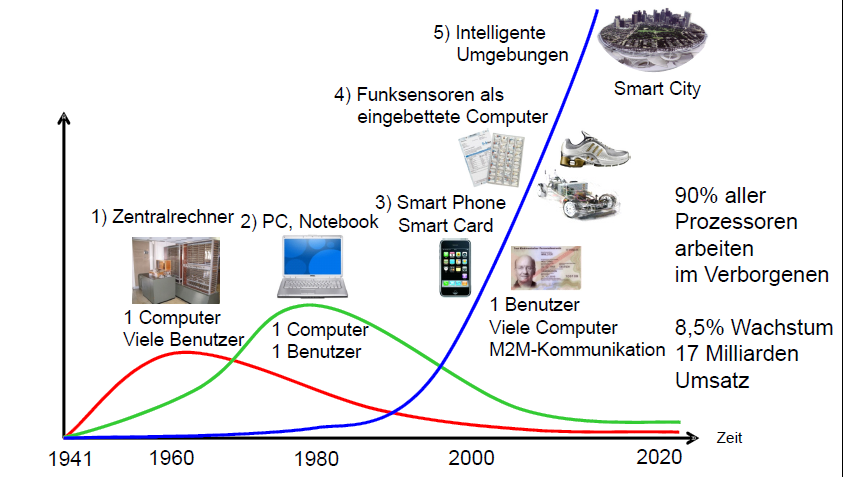 5) Intelligente
Umgebungen
Smart City
4) Funksensoren als
eingebettete Computer
3) Smart Phone
Smart Card
1) Zentralrechner
2) PC, Notebook
90% aller
Prozessoren
arbeiten
im Verborgenen
1 Computer
Viele Benutzer
1 Computer
1 Benutzer
1 Benutzer
Viele Computer
M2M-Kommunikation
8,5% Wachstum
17 Milliarden
Umsatz
Zeit
1941
1960
1980
2000
2020